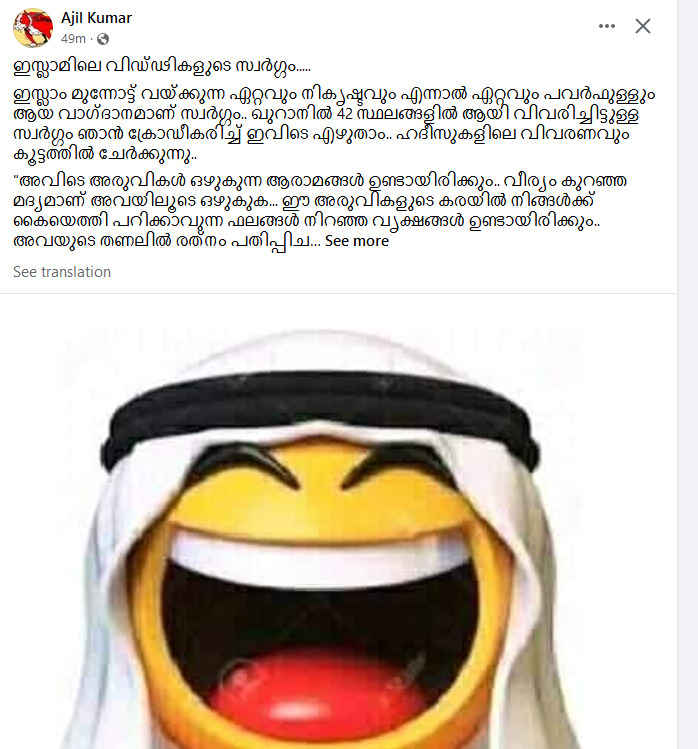 Ajil Kumar
49m ·
ഇസ്ലാമിലെ വിഡ്ഢികളുടെ സ്വർഗ്ഗം.....
ഇസ്ലാം മുന്നോട്ട് വയ്ക്കുന്ന ഏറ്റവും നികൃഷ്ടവും എന്നാൽ ഏറ്റവും പവർഫുള്ളും
ആയ വാഗ്ദാനമാണ് സ്വർഗ്ഗം.. ഖുറാനിൽ 42 സ്ഥലങ്ങളിൽ ആയി വിവരിച്ചിട്ടുള്ള
സ്വർഗ്ഗം ഞാൻ ക്രോഡീകരിച്ച് ഇവിടെ എഴുതാം.. ഹദീസുകളിലെ വിവരണവും
കൂട്ടത്തിൽ ചേർക്കുന്നു..
"അവിടെ അരുവികൾ ഒഴുകുന്ന ആരാമങ്ങൾ ഉണ്ടായിരിക്കും.. വീര്യം കുറഞ്ഞ
മദ്യമാണ് അവയിലൂടെ ഒഴുകുക... ഈ അരുവികളുടെ കരയിൽ നിങ്ങൾക്ക്
കൈയെത്തി പറിക്കാവുന്ന ഫലങ്ങൾ നിറഞ്ഞ വൃക്ഷങ്ങൾ ഉണ്ടായിരിക്കും..
അവയുടെ തണലിൽ രത്നം പതിപ്പിച... See more
See translation